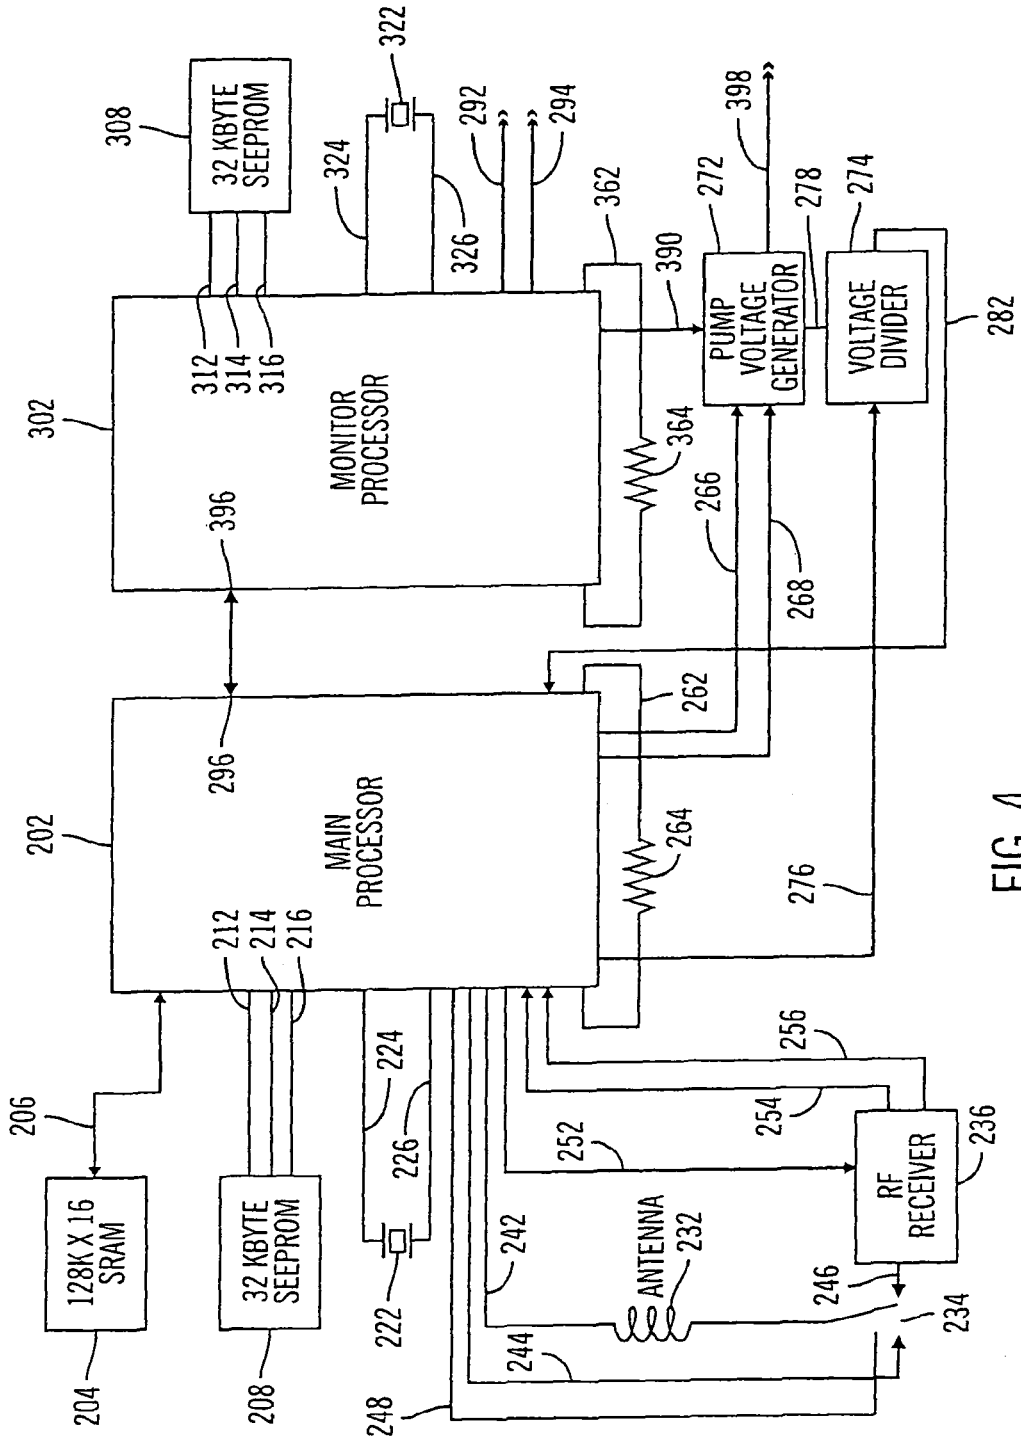 308
32 KBYTE
SEEPROM
322
324
326
292
294
362
312
314
316
302
MONITOR
PROCESSOR
390
272
398
PUMP
VOLTAGE
GENERATOR
278
274
VOLTAGE
DIVIDER
282
396
364
266
268
296
262
202
MAIN
PROCESSOR
264
276
212
214
216
206
224
226
252
254
256
204
128K X 16
SRAM
208
32 KBYTE
SEEPROM
222
242
244
248
ANTENNA
232
RF
RECEIVER
236
246
234
FIG. 4